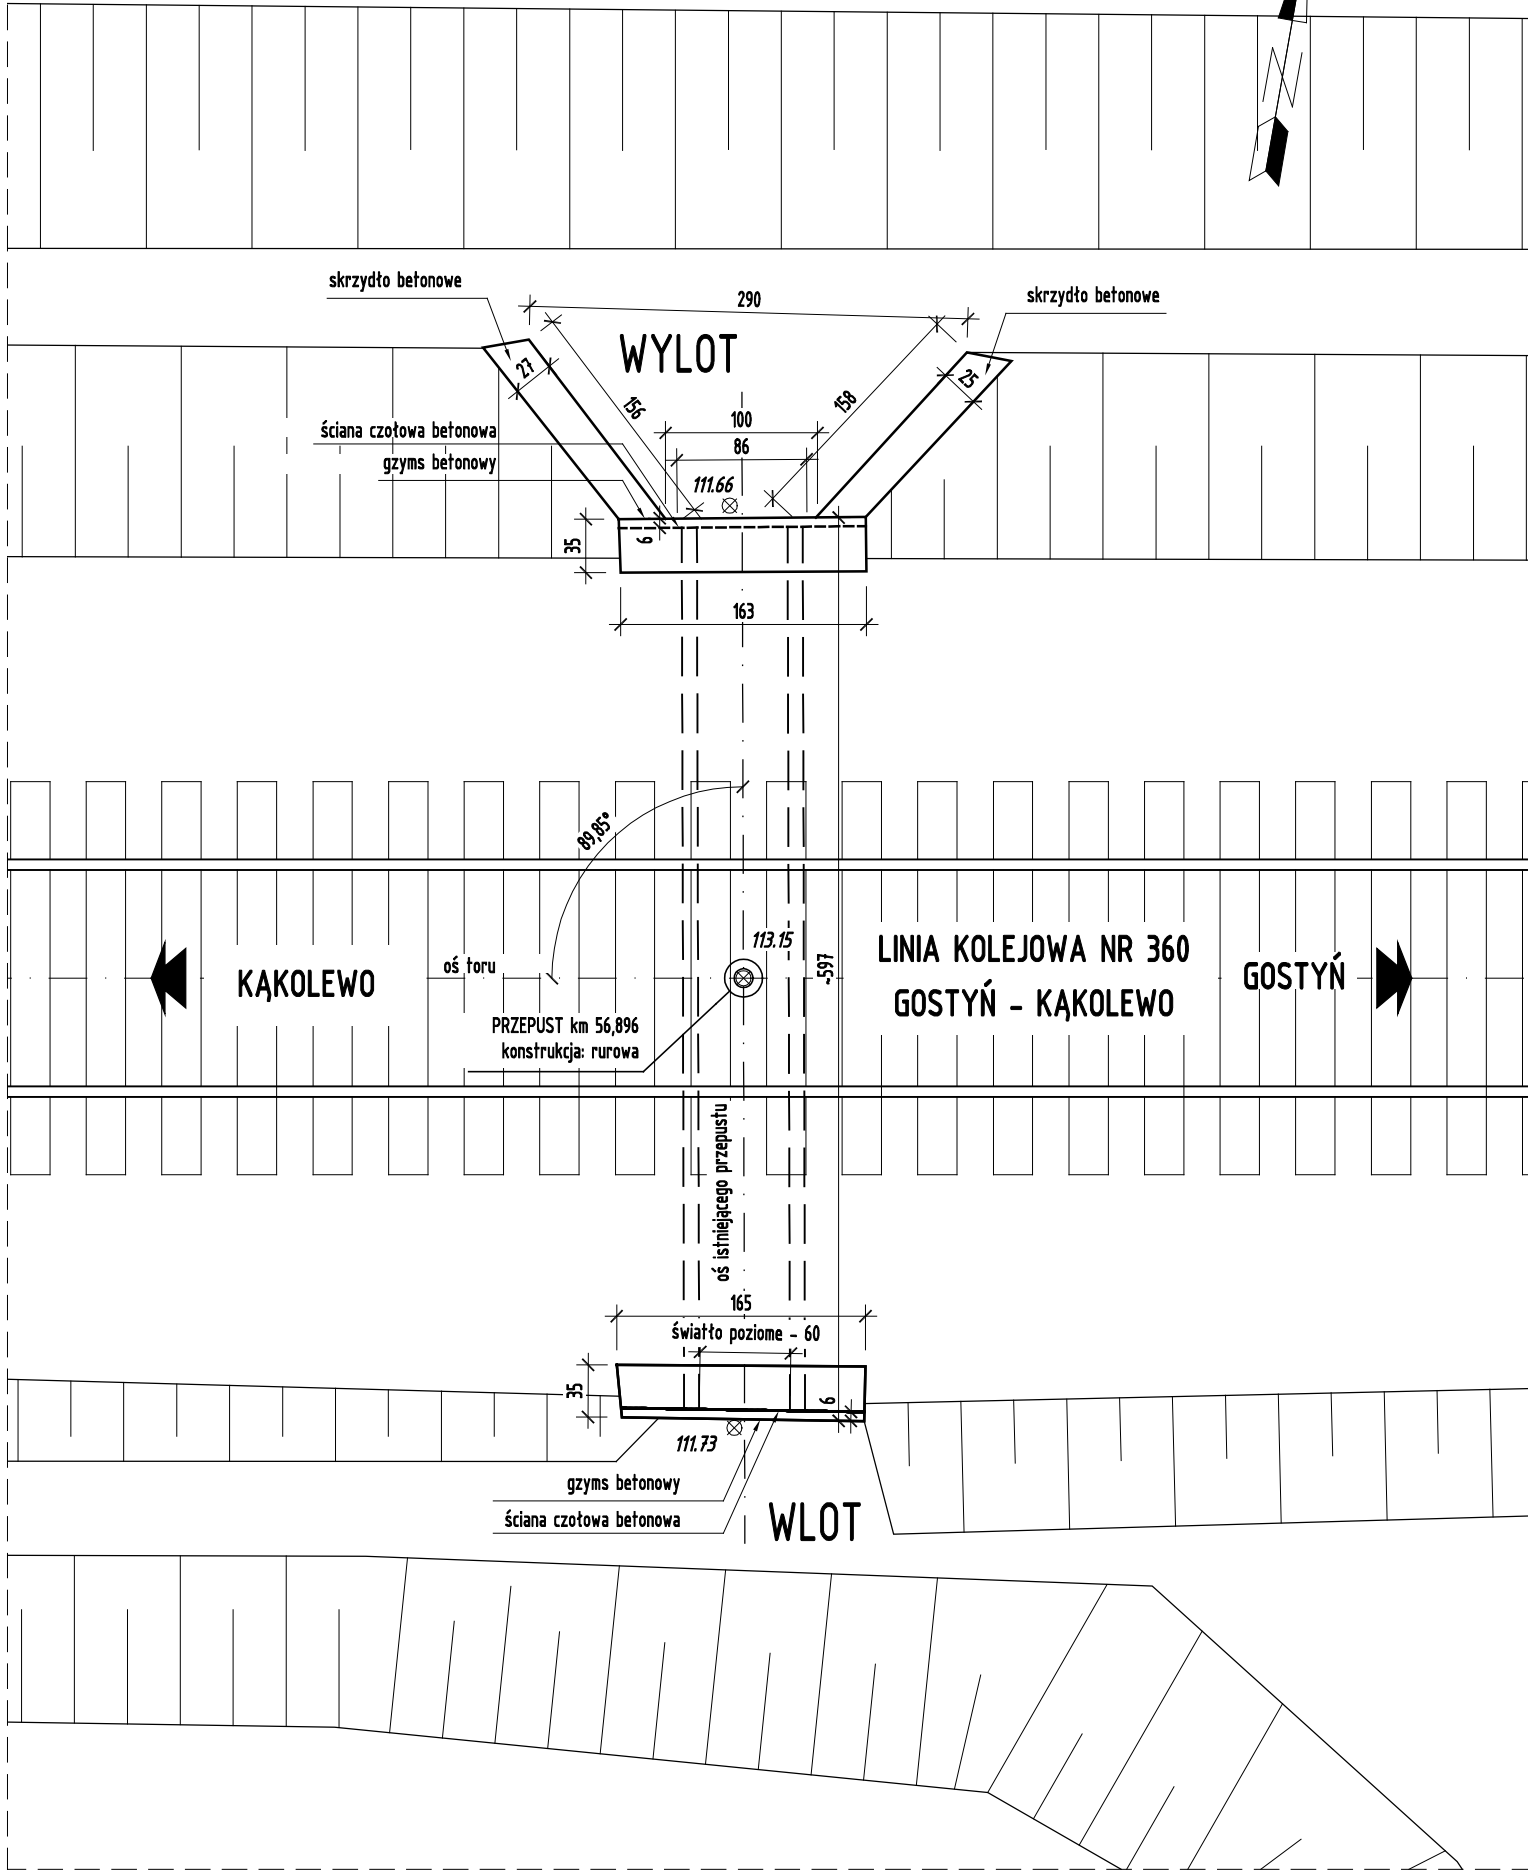 skrzydło betonowe
290
skrzydło betonowe
WYLOT
27
25
156
158
100
ściana czołowa betonowa
86
gzyms betonowy
111.66
35
6
163
89,85°
113.15
LINIA KOLEJOWA NR 360
GOSTYŃ - KĄKOLEWO
KĄKOLEWO
oś toru
~597
GOSTYŃ
PRZEPUST km 56,896
konstrukcja: rurowa
oś istniejącego przepustu
165
światło poziome - 60
35
6
111.73
gzyms betonowy
ściana czołowa betonowa
WLOT
N